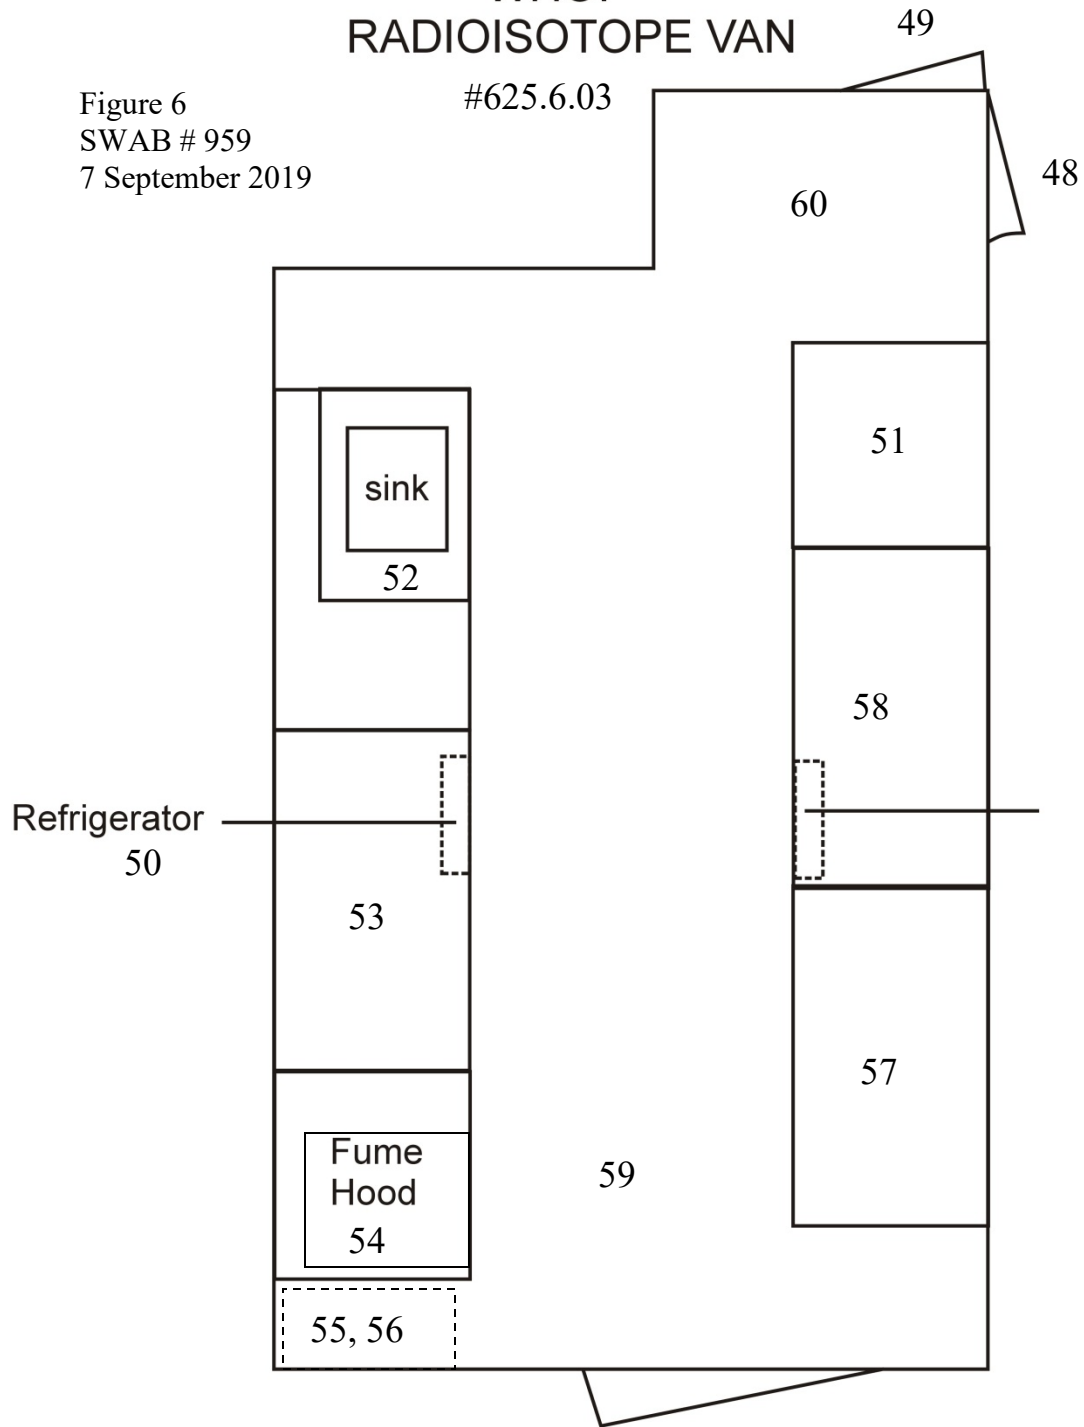 RADIOISOTOPE VAN
#625.6.03
Figure 6
SWAB # 959
7 September 2019
49
48
60
51
sink
52
58
Refrigerator
50
53
57
Fume
Hood
54
59
55, 56